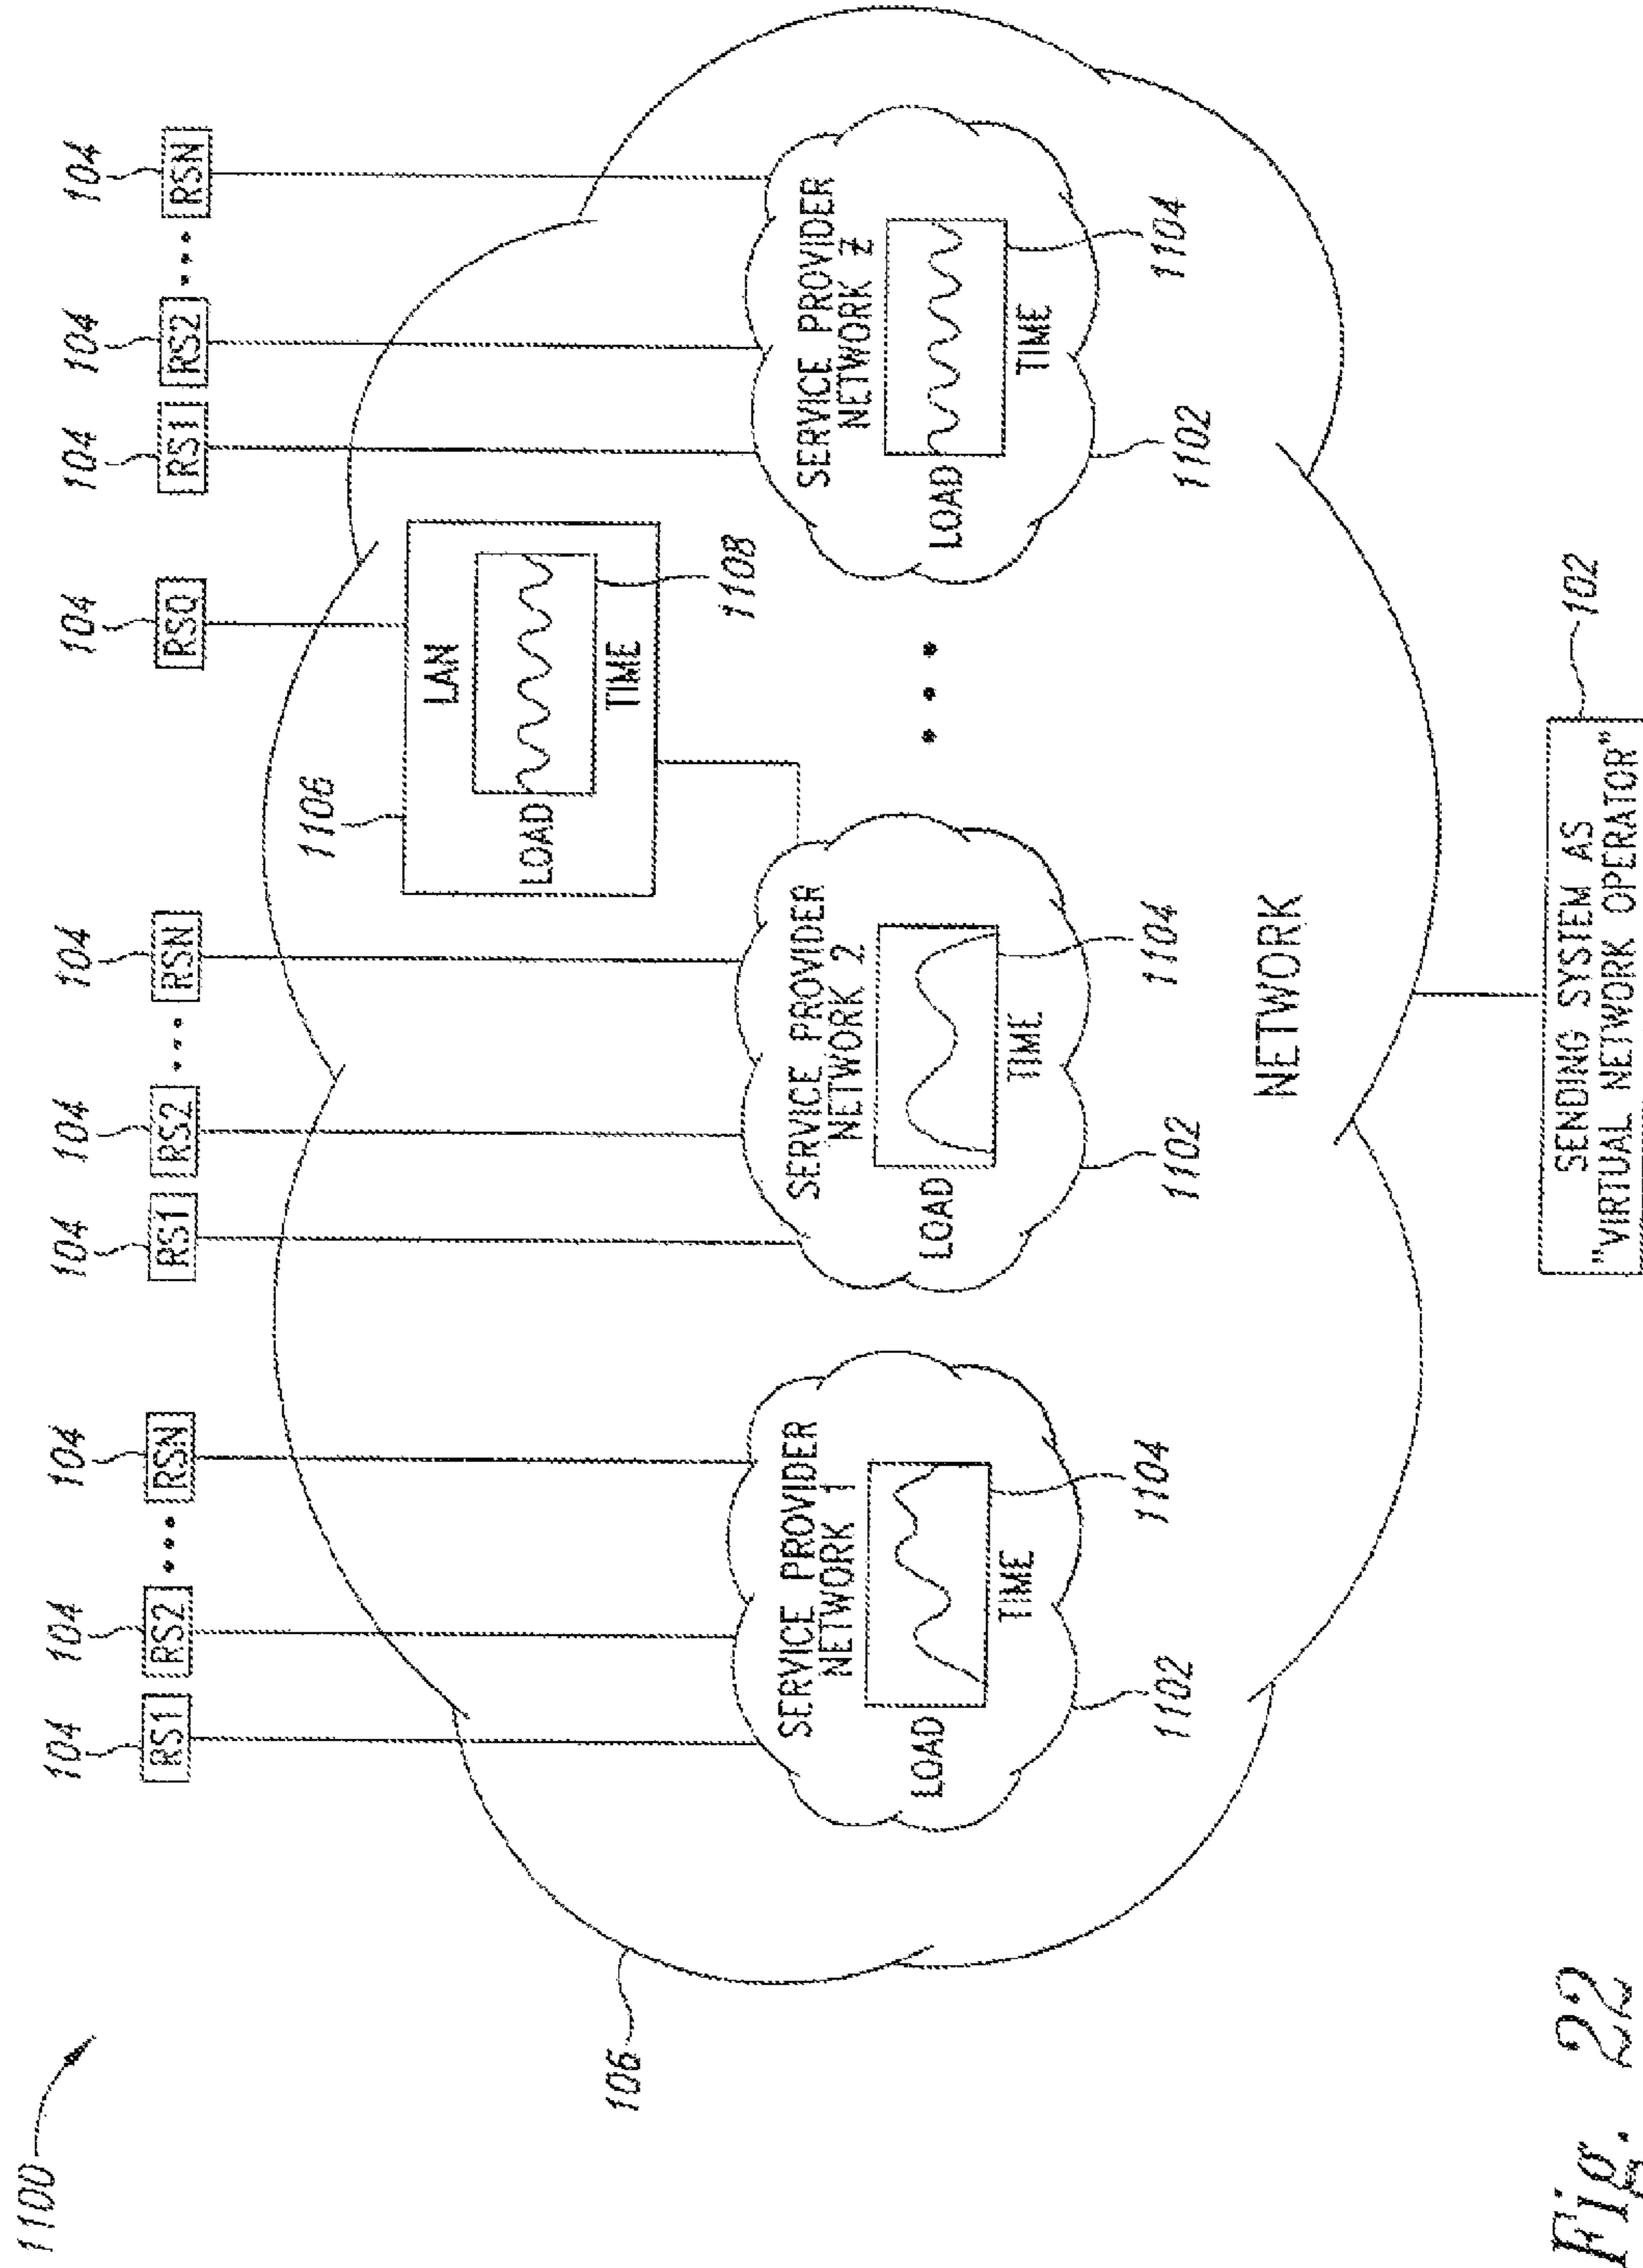 1100
104 104 104 104 104 104 104 104 104 104
RS1 RS2 ••• RSN RS1 RS2 ••• RSN RSQ RS1 RS2 ••• RSN
1106
LAN
LOAD
TIME
1108
106
SERVICE PROVIDER
NETWORK 1
LOAD
TIME
1102
1104
SERVICE PROVIDER
NETWORK 2
LOAD
TIME
1102
1104
• • •
SERVICE PROVIDER
NETWORK Z
LOAD
TIME
1102
1104
NETWORK
SENDING SYSTEM AS
"VIRTUAL NETWORK OPERATOR"
102
Fig. 22